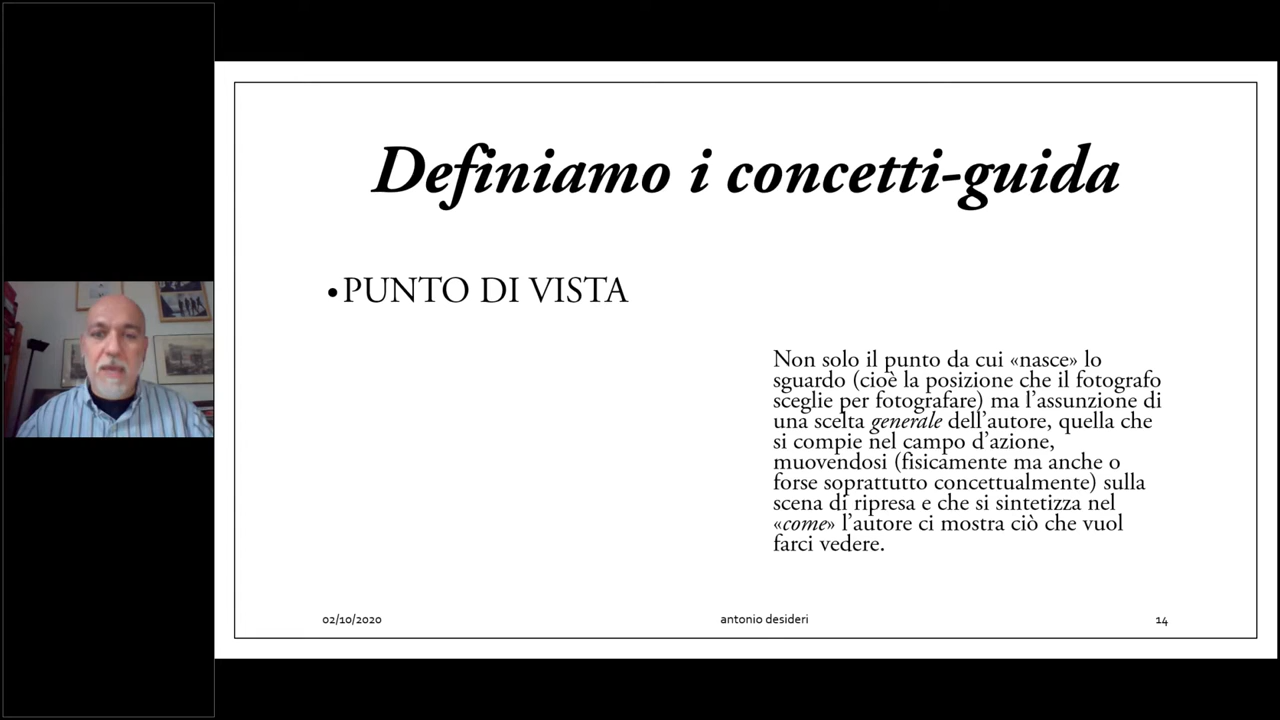 Definiamo i concetti-guida
•PUNTO DI VISTA
Non solo il punto da cui «nasce» lo
sguardo (cioè la posizione che il fotografo
sceglie per fotografare) ma l’assunzione di
una scelta generale dell’autore, quella che
si compie nel campo d’azione,
muovendosi (fisicamente ma anche o
forse soprattutto concettualmente) sulla
scena di ripresa e che si sintetizza nel
«come» l’autore ci mostra ciò che vuol
farci vedere.
02/10/2020
antonio desideri
14